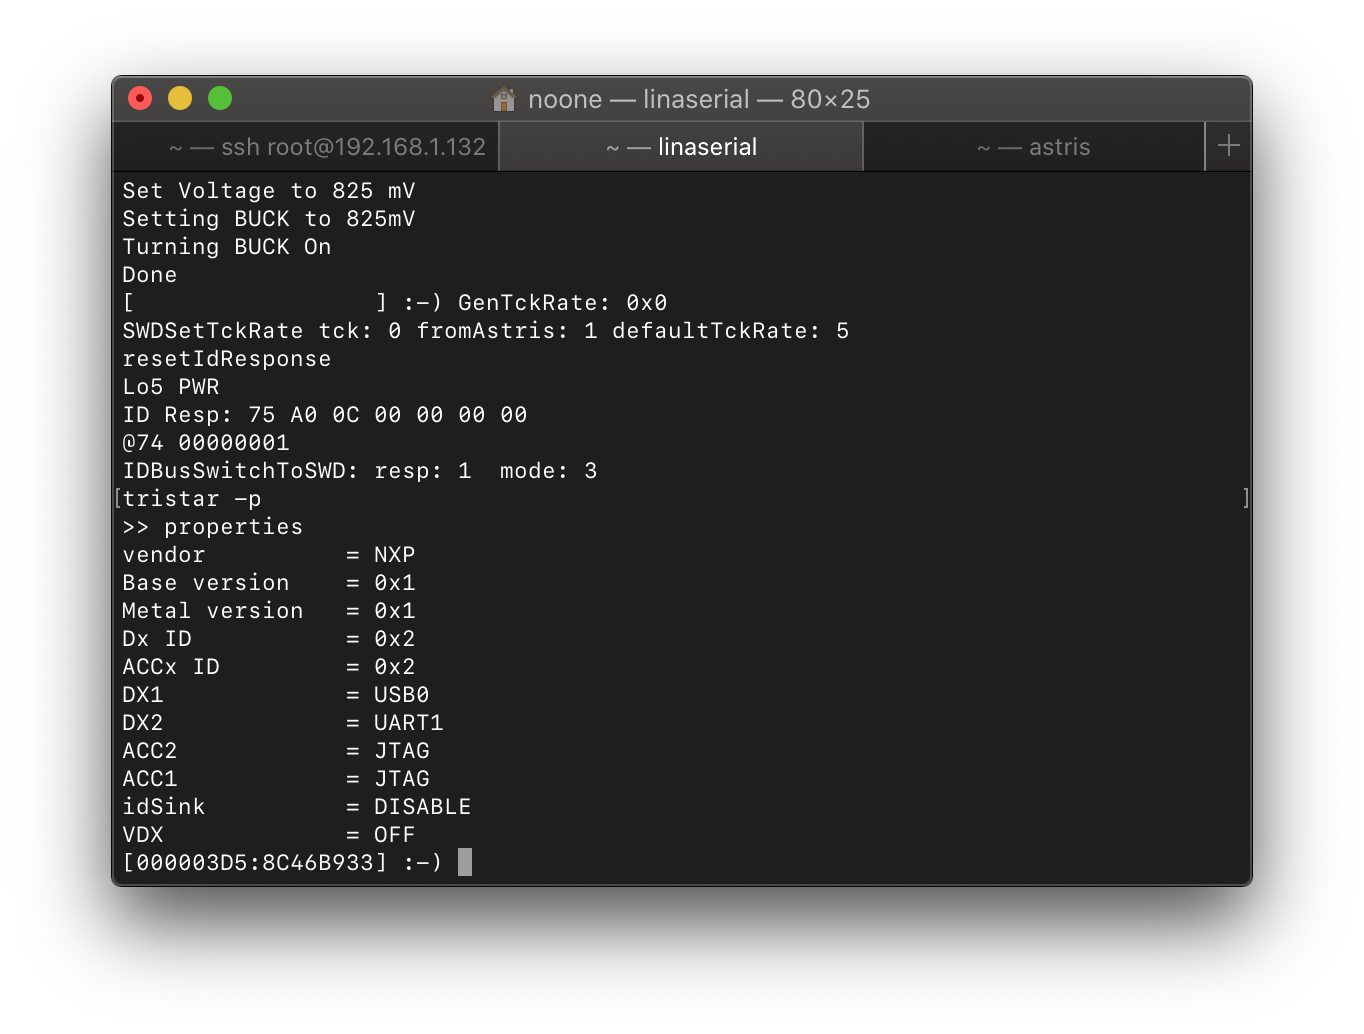 noone — linaserial — 80×25
~ — ssh root@192.168.1.132
~ — linaserial
~ — astris
+
Set Voltage to 825 mV
Setting BUCK to 825mV
Turning BUCK On
Done
[                  ] :-) GenTckRate: 0x0
SWDSetTckRate tck: 0 fromAstris: 1 defaultTckRate: 5
resetIdResponse
Lo5 PWR
ID Resp: 75 A0 0C 00 00 00 00
@74 00000001
IDBusSwitchToSWD: resp: 1  mode: 3
[tristar -p ]
>> properties
vendor          = NXP
Base version    = 0x1
Metal version   = 0x1
Dx ID           = 0x2
ACCx ID         = 0x2
DX1             = USB0
DX2             = UART1
ACC2            = JTAG
ACC1            = JTAG
idSink          = DISABLE
VDX             = OFF
[000003D5:8C46B933] :-)